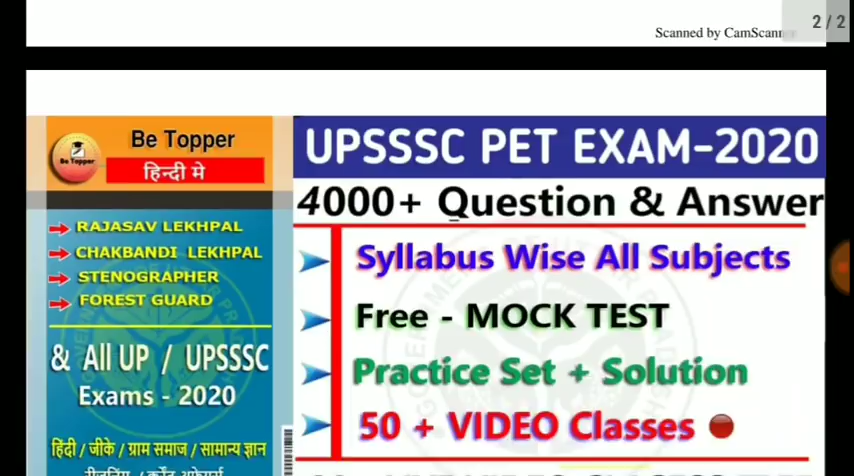 2/2
Scanned by CamScann
Be Topper
हिन्दी मे
Be Topper
RAJASAV LEKHPAL
CHAKBANDI LEKHPAL
STENOGRAPHER
FOREST GUARD
& All UP / UPSSSC
Exams - 2020
हिंदी / जीके / ग्राम समाज / सामान्य ज्ञान
UPSSSC PET EXAM-2020
4000+ Question & Answer
Syllabus Wise All Subjects
Free - MOCK TEST
Practice Set + Solution
50 + VIDEO Classes